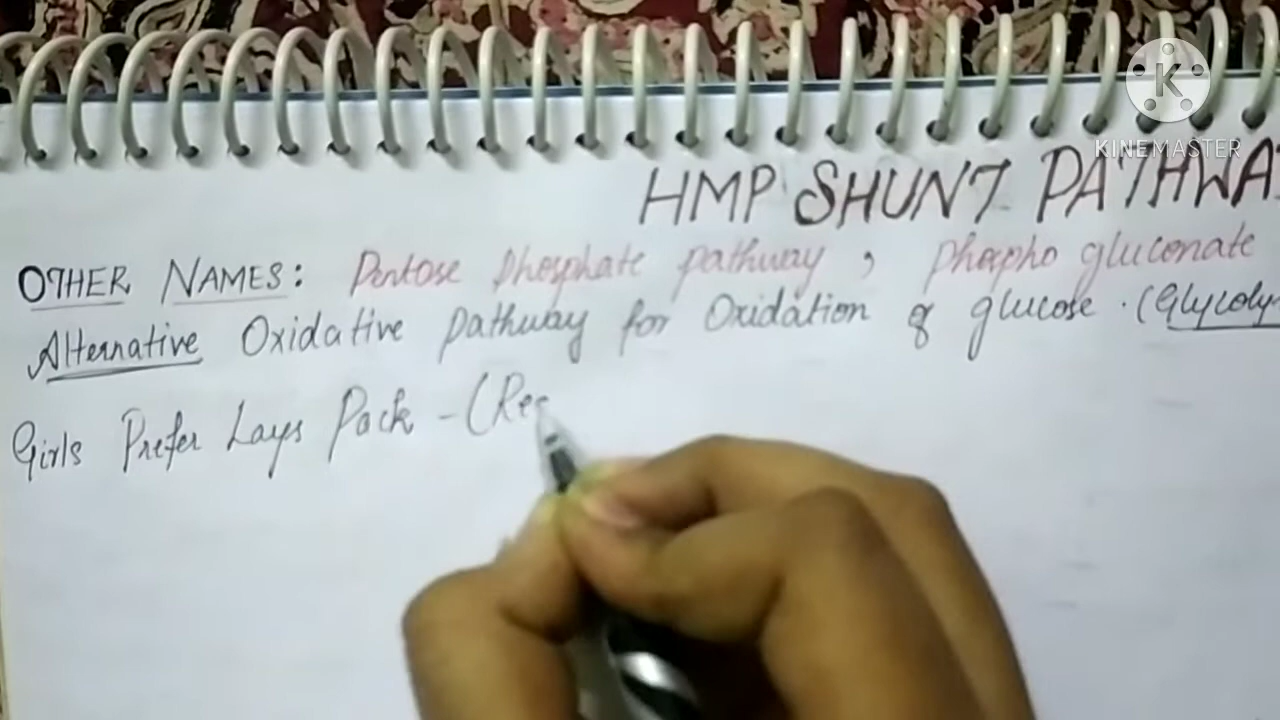 K
KINEMASTER
HMP SHUNT PATHWA
OTHER NAMES: Pentose Phosphate pathway, Phospho gluconate
Alternative Oxidative pathway for Oxidation of glucose. (Glycoly
Girls Prefer Lays Pack - (Ree